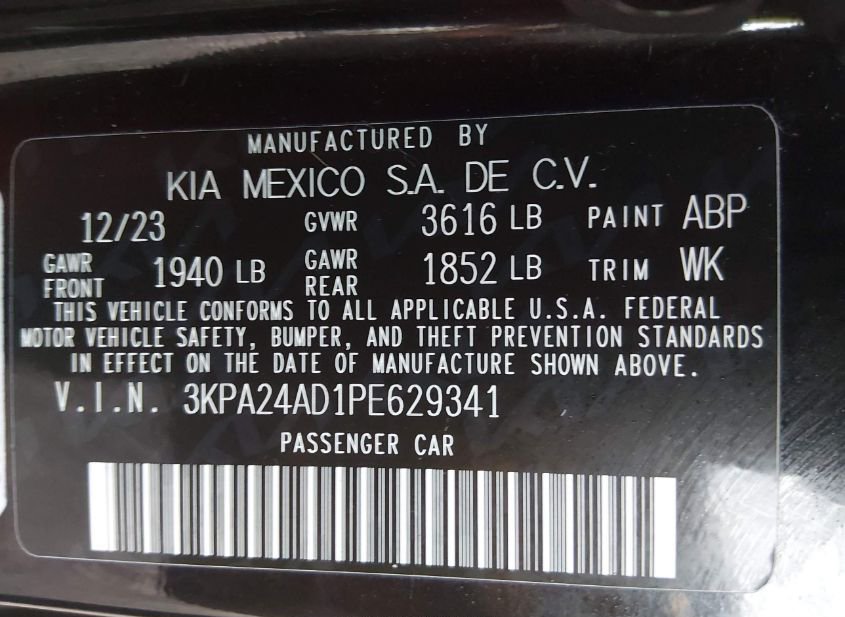 MANUFACTURED BY
KIA MEXICO S.A. DE C.V.
12/23 GVWR 3616 LB PAINT ABP
GAWR FRONT 1940 LB GAWR REAR 1852 LB TRIM WK
THIS VEHICLE CONFORMS TO ALL APPLICABLE U.S.A. FEDERAL
MOTOR VEHICLE SAFETY, BUMPER, AND THEFT PREVENTION STANDARDS
IN EFFECT ON THE DATE OF MANUFACTURE SHOWN ABOVE.
V.I.N. 3KPA24AD1PE629341
PASSENGER CAR